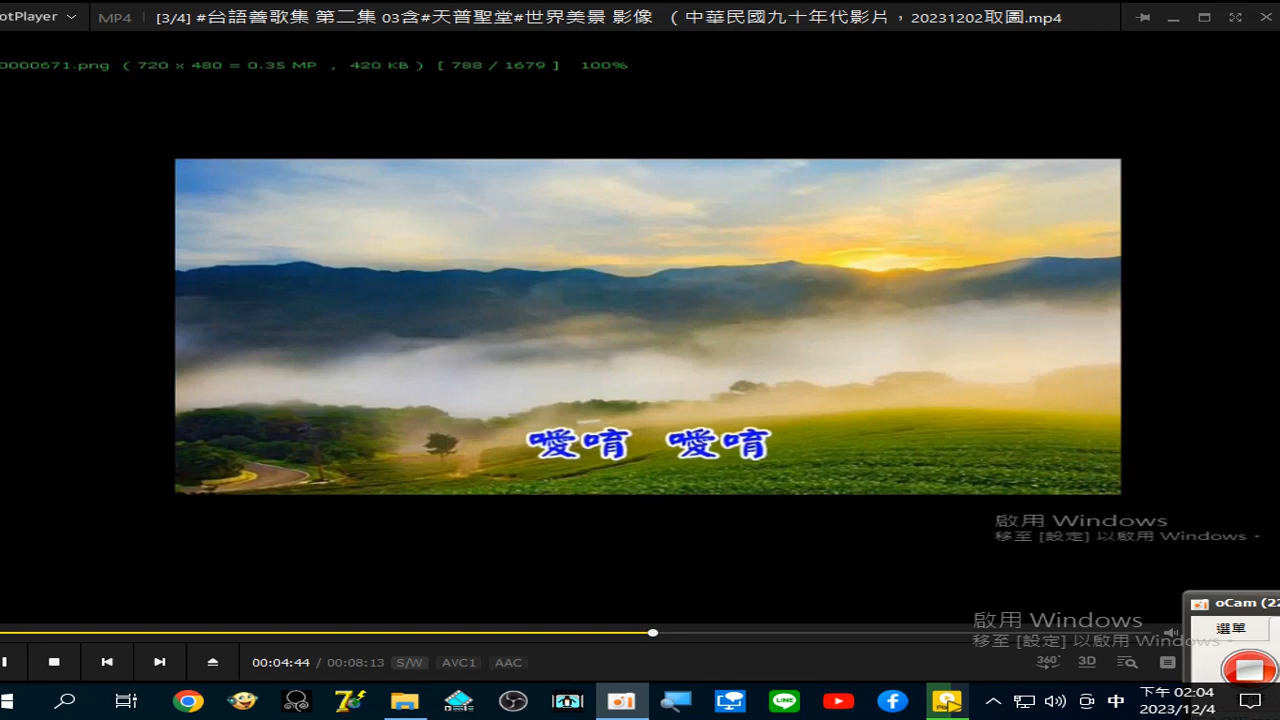 otPlayer MP4 [3/4] #台語善歌集 第二集 03含#天普聖堂#世界美景 影像 （中華民國九十年代影片，20231202取圖.mp4
0000671.png ( 720 x 480 = 0.35 MP , 420 KB ) [ 788 / 1679 ] 100%
噯唷 噯唷
啟用 Windows
移至 [設定] 以啟用 Windows。
oCam (22
啟用 Windows
選單
移至 [設定] 以啟用 Windows。
00:04:44 / 00:08:13 S/W AVC1 AAC
360° 3D
中
下午 02:04
2023/12/4